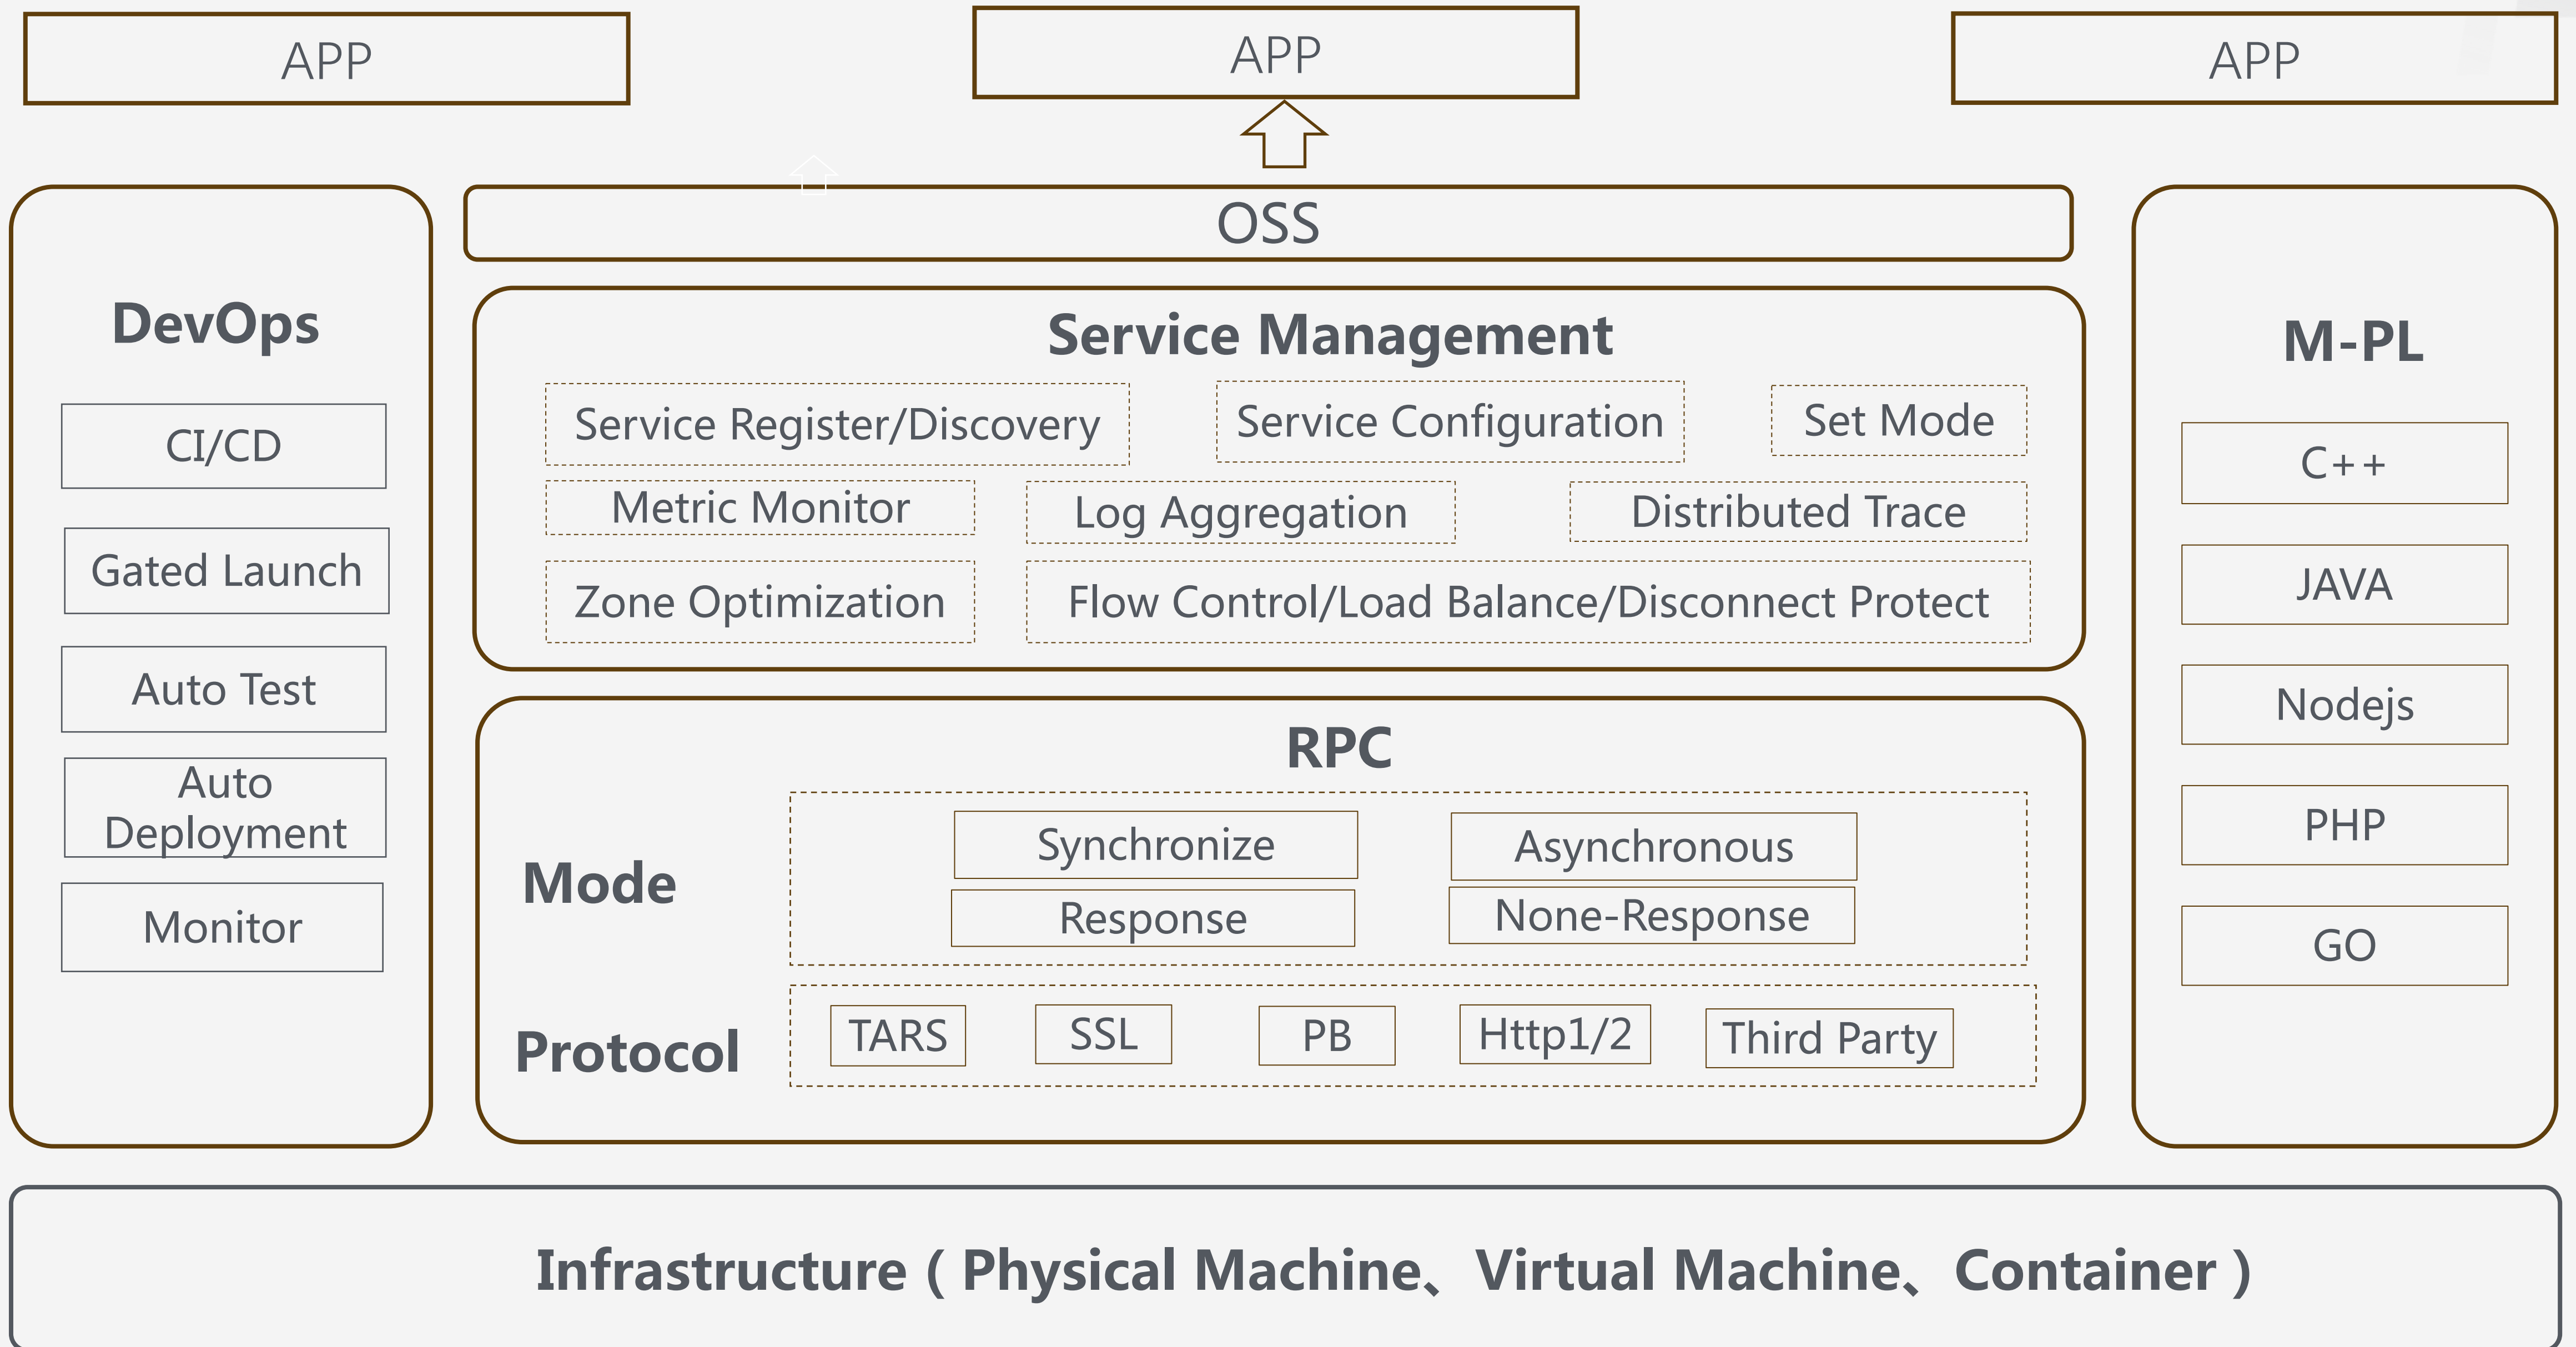 APP
APP
APP
OSS
DevOps
CI/CD
Gated Launch
Auto Test
Auto
Deployment
Monitor
Service Management
Service Register/Discovery
Service Configuration
Set Mode
Metric Monitor
Log Aggregation
Distributed Trace
Zone Optimization
Flow Control/Load Balance/Disconnect Protect
RPC
Mode
Synchronize
Asynchronous
Response
None-Response
Protocol
TARS
SSL
PB
Http1/2
Third Party
M-PL
C++
JAVA
Nodejs
PHP
GO
Infrastructure ( Physical Machine、Virtual Machine、Container )